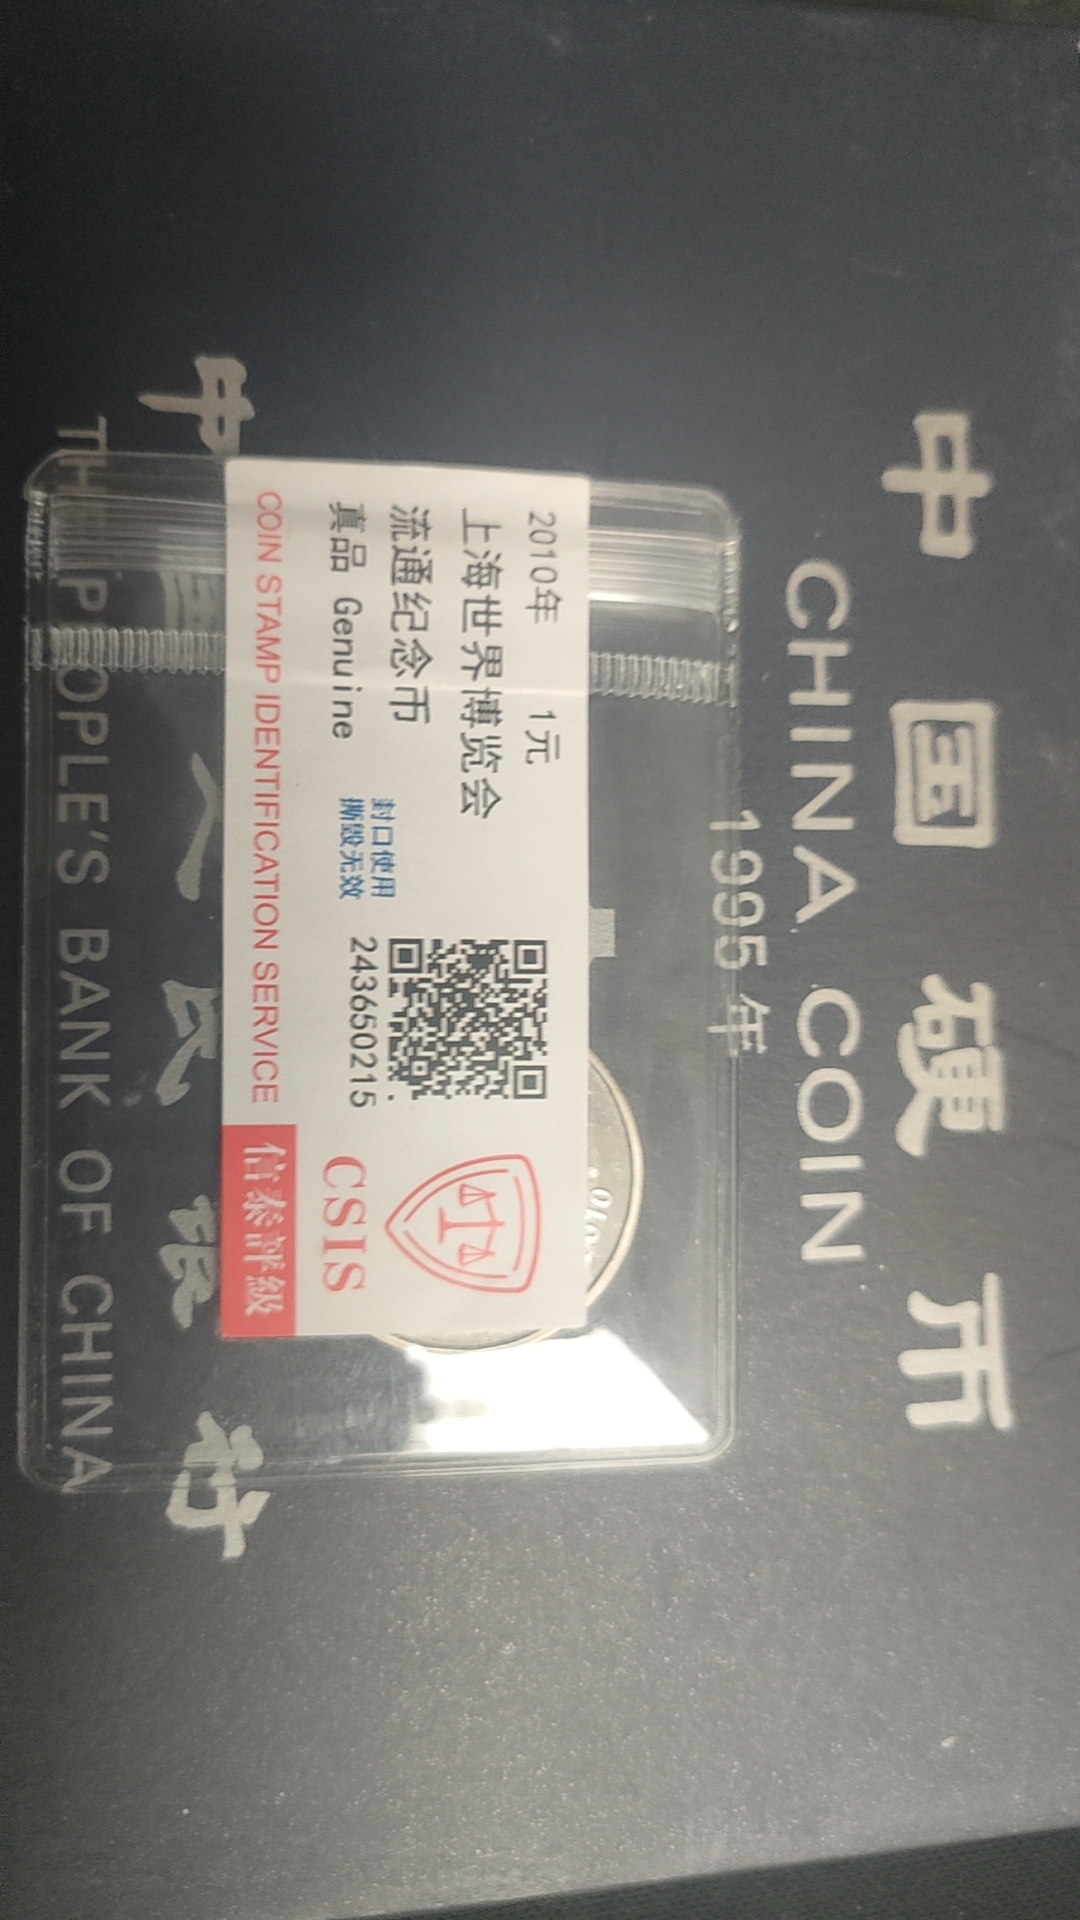 中国硬币
CHINA COIN
1995年
2010年 1元
上海世界博览会
流通纪念币
真品 Genuine
封口使用
撕毁无效
243650215
COIN STAMP IDENTIFICATION SERVICE
CSIS
信泰評級
中国人民银行
THE PEOPLE'S BANK OF CHINA